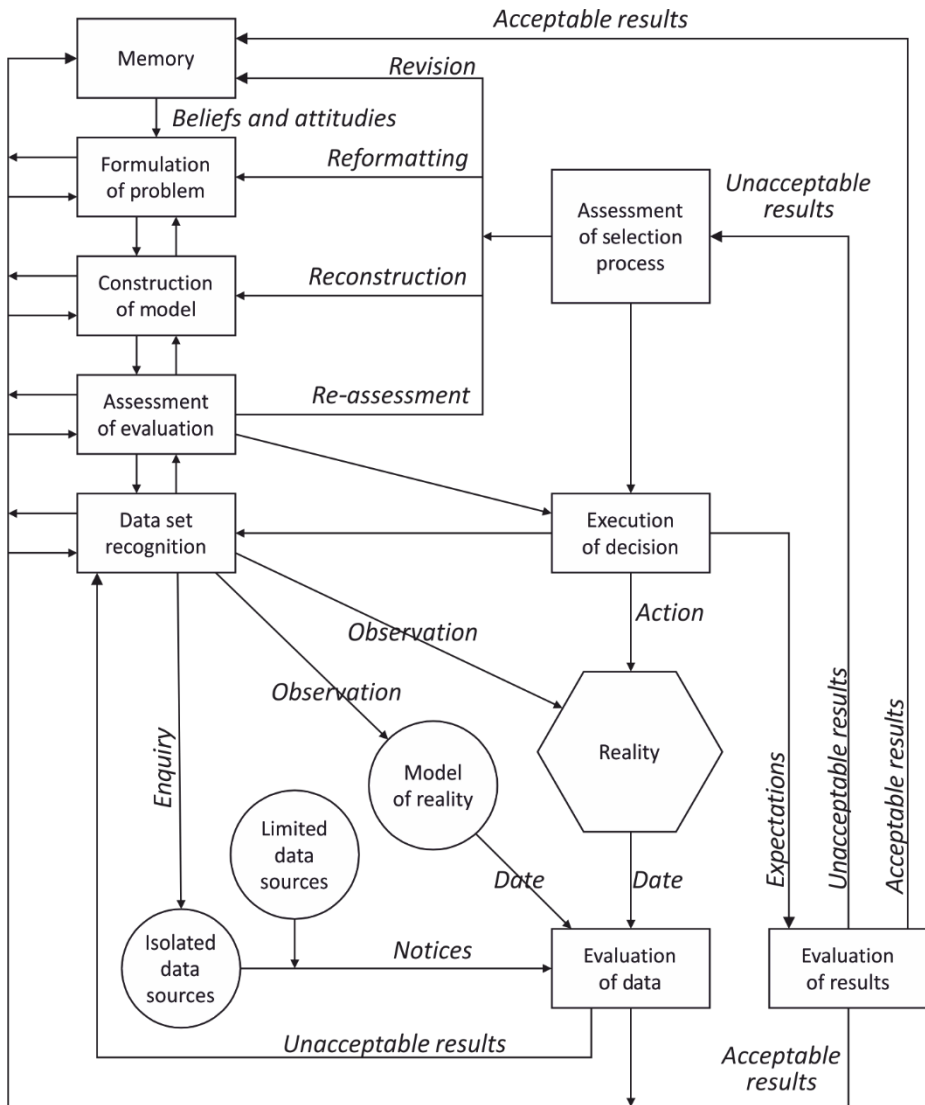 Acceptable results
Memory
Revision
Beliefs and attitudies
Formulation
of problem
Reformatting
Assessment
of selection
process
Unacceptable
results
Construction
of model
Reconstruction
Assessment
of evaluation
Re-assessment
Data set
recognition
Execution
of decision
Action
Observation
Observation
Enquiry
Model
of reality
Reality
Expectations
Unacceptable results
Acceptable results
Limited
data
sources
Date
Date
Isolated
data
sources
Notices
Evaluation
of data
Evaluation
of results
Unacceptable results
Acceptable
results